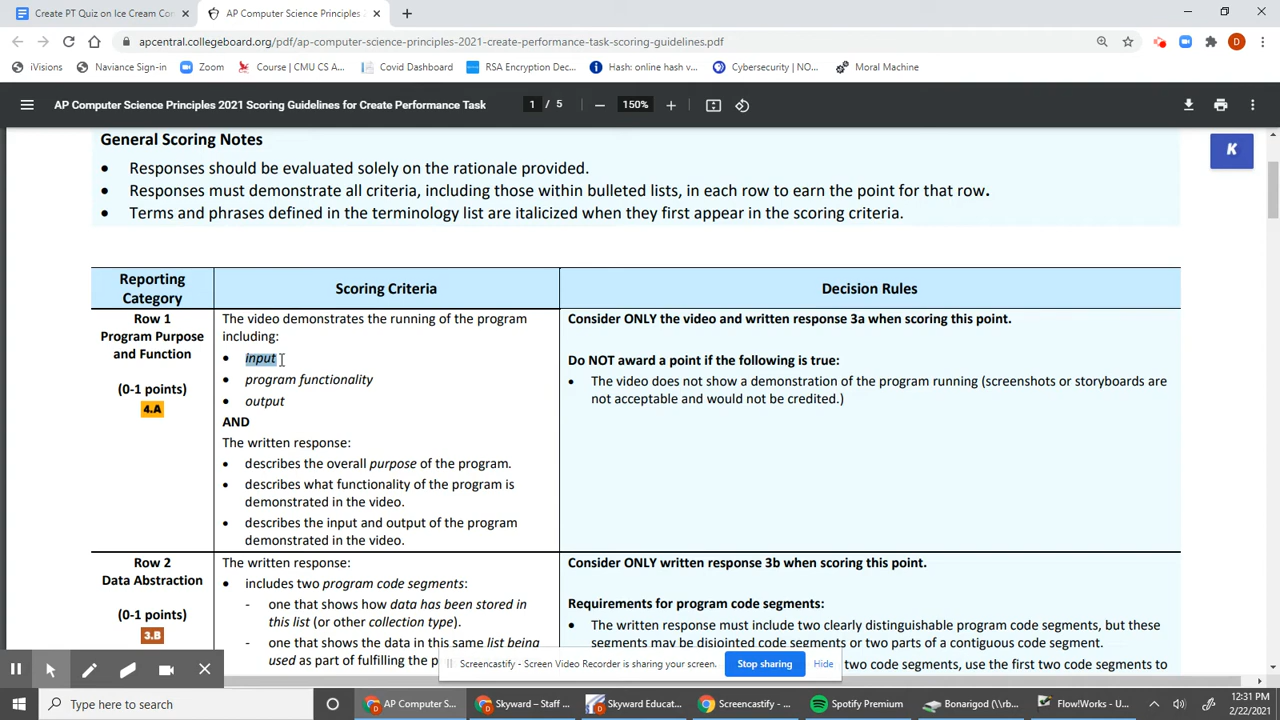 Create PT Quiz on Ice Cream Con
AP Computer Science Principles 2
apcentral.collegeboard.org/pdf/ap-computer-science-principles-2021-create-performance-task-scoring-guidelines.pdf
D
iVisions
Naviance Sign-in
Zoom
Course | CMU CS A...
Covid Dashboard
RSA Encryption Dec...
Hash: online hash v...
Cybersecurity | NO...
Moral Machine
AP Computer Science Principles 2021 Scoring Guidelines for Create Performance Task
1 / 5
150%
K
General Scoring Notes
• Responses should be evaluated solely on the rationale provided.
• Responses must demonstrate all criteria, including those within bulleted lists, in each row to earn the point for that row.
• Terms and phrases defined in the terminology list are italicized when they first appear in the scoring criteria.
Reporting
Category
Scoring Criteria
Decision Rules
Row 1
Program Purpose
and Function
(0-1 points)
4.A
The video demonstrates the running of the program
including:
• input
• program functionality
• output
AND
The written response:
• describes the overall purpose of the program.
• describes what functionality of the program is
demonstrated in the video.
• describes the input and output of the program
demonstrated in the video.
Consider ONLY the video and written response 3a when scoring this point.
Do NOT award a point if the following is true:
• The video does not show a demonstration of the program running (screenshots or storyboards are
not acceptable and would not be credited.)
Row 2
Data Abstraction
(0-1 points)
3.B
The written response:
• includes two program code segments:
- one that shows how data has been stored in
this list (or other collection type).
- one that shows the data in this same list being
used as part of fulfilling the p
Consider ONLY written response 3b when scoring this point.
Requirements for program code segments:
• The written response must include two clearly distinguishable program code segments, but these
segments may be disjointed code segments or two parts of a contiguous code segment.
two code segments, use the first two code segments to
Screencastify - Screen Video Recorder is sharing your screen.
Stop sharing
Hide
Type here to search
AP Computer S...
Skyward – Staff ...
Skyward Educat...
Screencastify - ...
Spotify Premium
Bonarigod (\\rb...
Flow!Works - U...
12:31 PM
2/22/2021